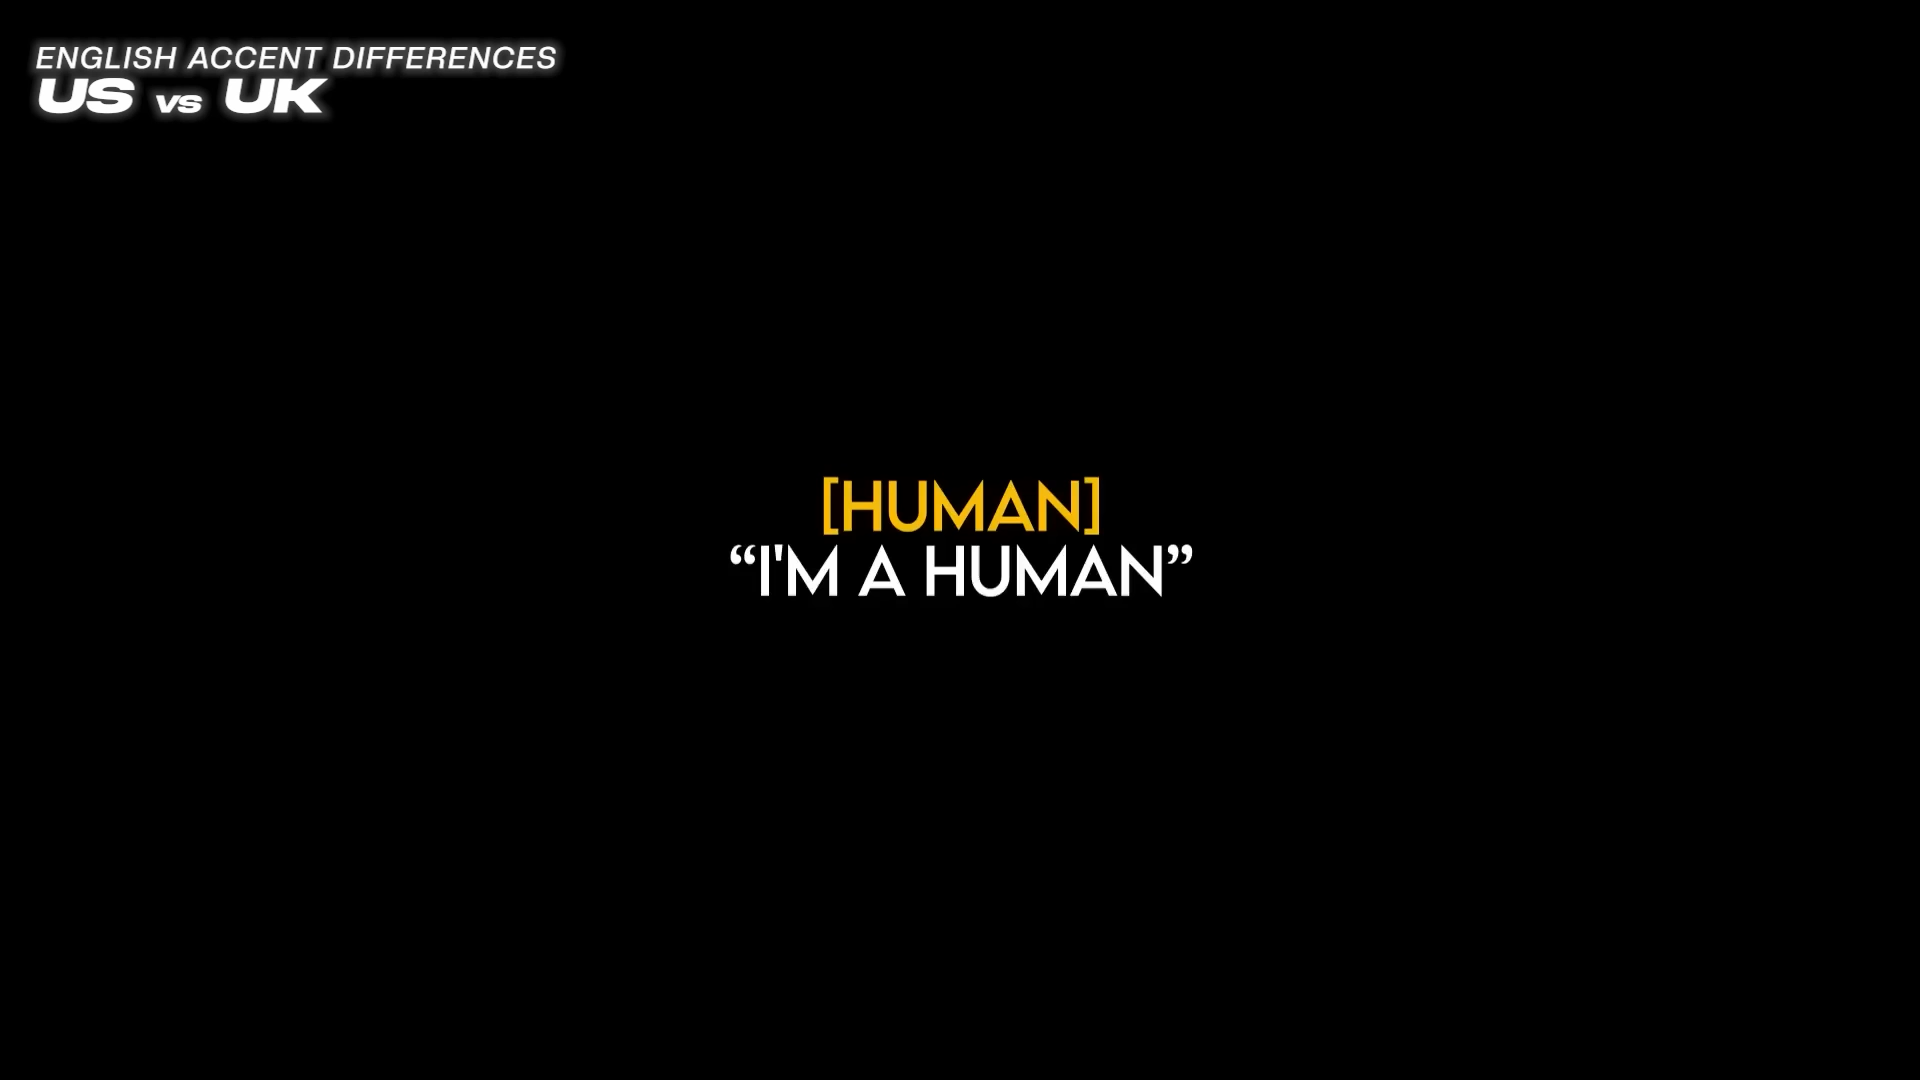 ENGLISH ACCENT DIFFERENCES
US vs UK
[HUMAN]
“I'M A HUMAN”